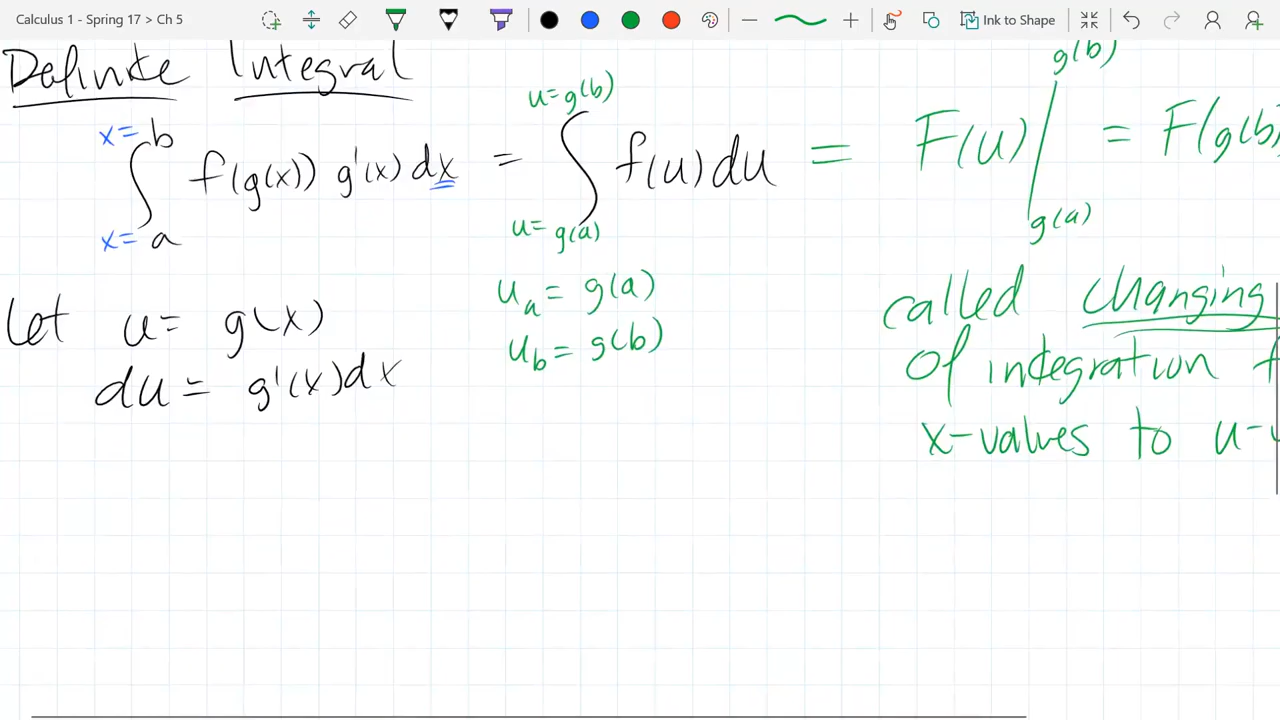 Calculus 1 - Spring 17 > Ch 5
Ink to Shape
Definite Integral
x= b
∫ f(g(x)) g'(x) dx = ∫ f(u) du = F(u) | = F(g(b)
x= a
u= g(b)
u= g(a)
g(b)
g(a)
u_a = g(a)
u_b = g(b)
Let u = g(x)
du = g'(x)dx
called changing
of integration f
x-values to u-